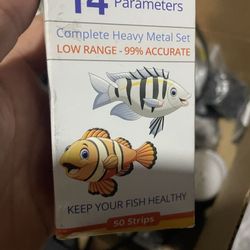 14 Parameters
Complete Heavy Metal Set
LOW RANGE - 99% ACCURATE
KEEP YOUR FISH HEALTHY
50 Strips